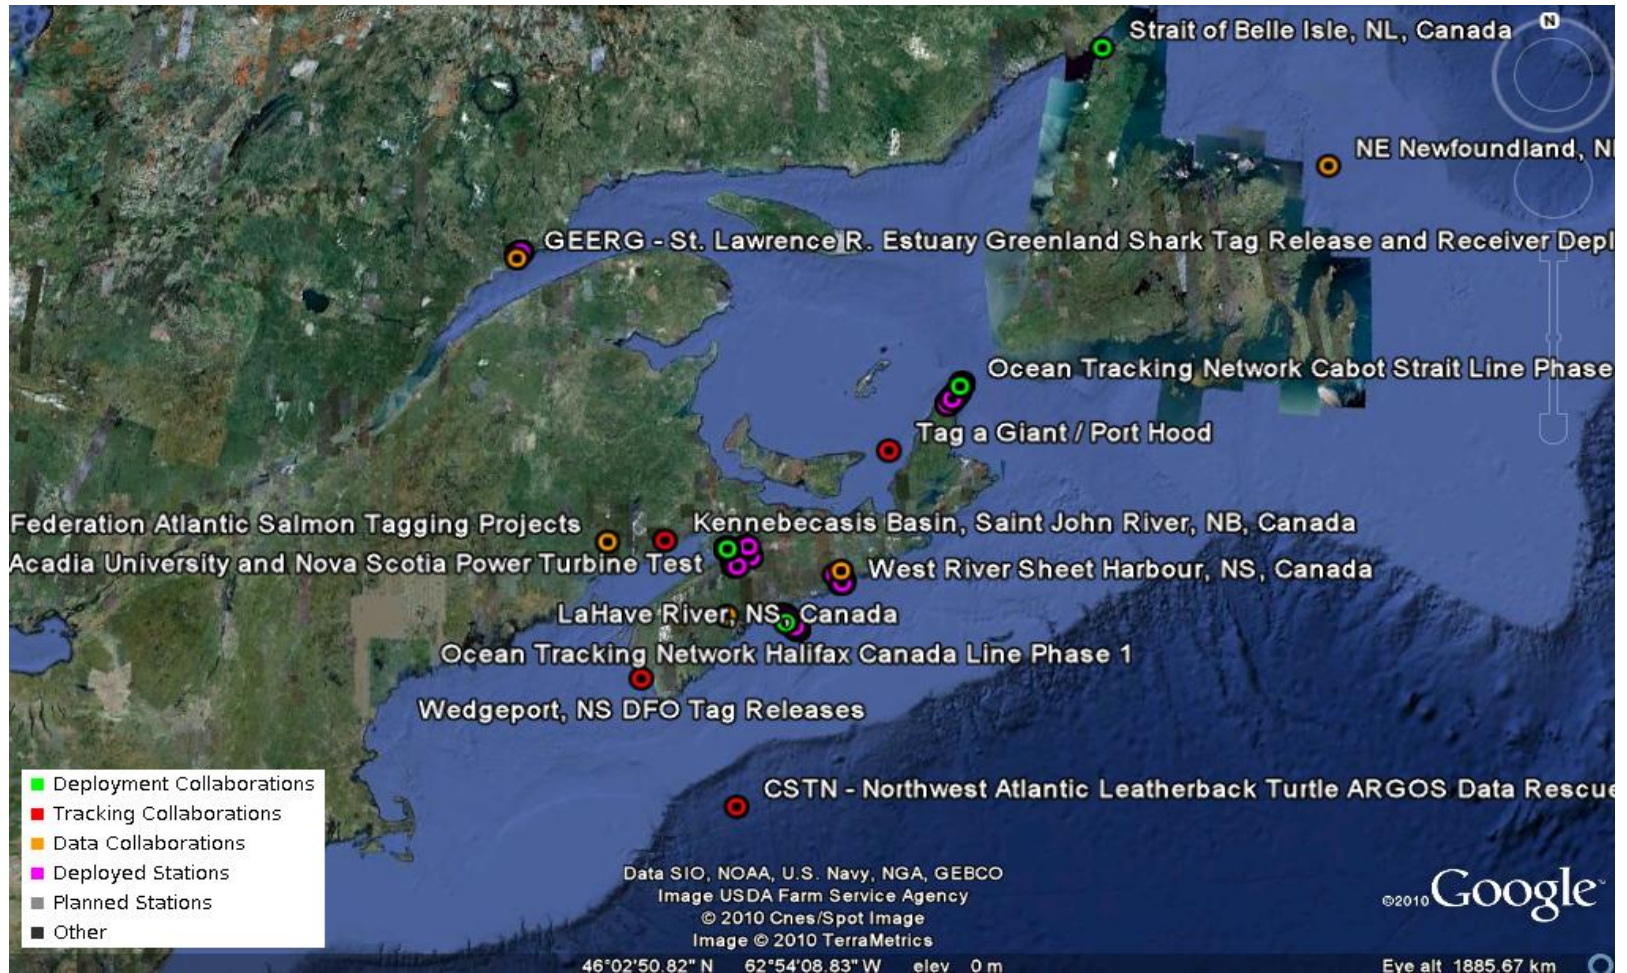 Strait of Belle Isle, NL, Canada
N
NE Newfoundland, N
GEERG - St. Lawrence R. Estuary Greenland Shark Tag Release and Receiver Depl
Ocean Tracking Network Cabot Strait Line Phase
Tag a Giant / Port Hood
Federation Atlantic Salmon Tagging Projects
Kennebecasis Basin, Saint John River, NB, Canada
Acadia University and Nova Scotia Power Turbine Test
West River Sheet Harbour, NS, Canada
LaHave River, NS, Canada
Ocean Tracking Network Halifax Canada Line Phase 1
Wedgeport, NS DFO Tag Releases
CSTN - Northwest Atlantic Leatherback Turtle ARGOS Data Rescue
Deployment Collaborations
Tracking Collaborations
Data Collaborations
Deployed Stations
Planned Stations
Other
Data SIO, NOAA, U.S. Navy, NGA, GEBCO
Image USDA Farm Service Agency
© 2010 Cnes/Spot Image
Image © 2010 TerraMetrics
©2010 Google™
46°02'50.82" N 62°54'08.83" W elev 0 m
Eye alt 1885.67 km